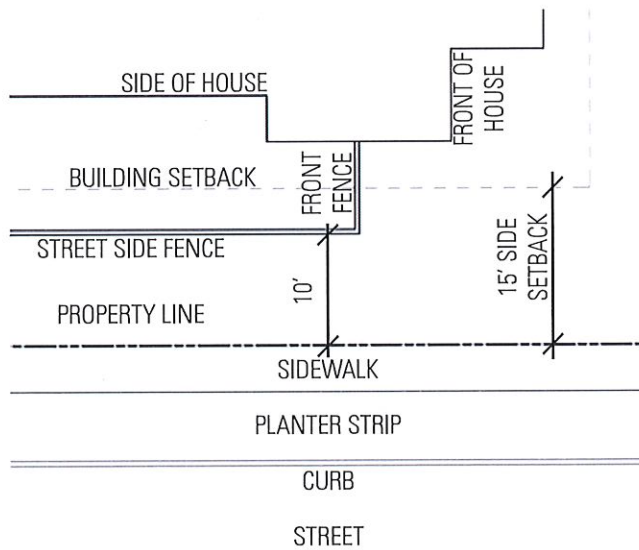 SIDE OF HOUSE
FRONT OF
HOUSE
BUILDING SETBACK
FRONT
FENCE
STREET SIDE FENCE
10'
15' SIDE
SETBACK
PROPERTY LINE
SIDEWALK
PLANTER STRIP
CURB
STREET